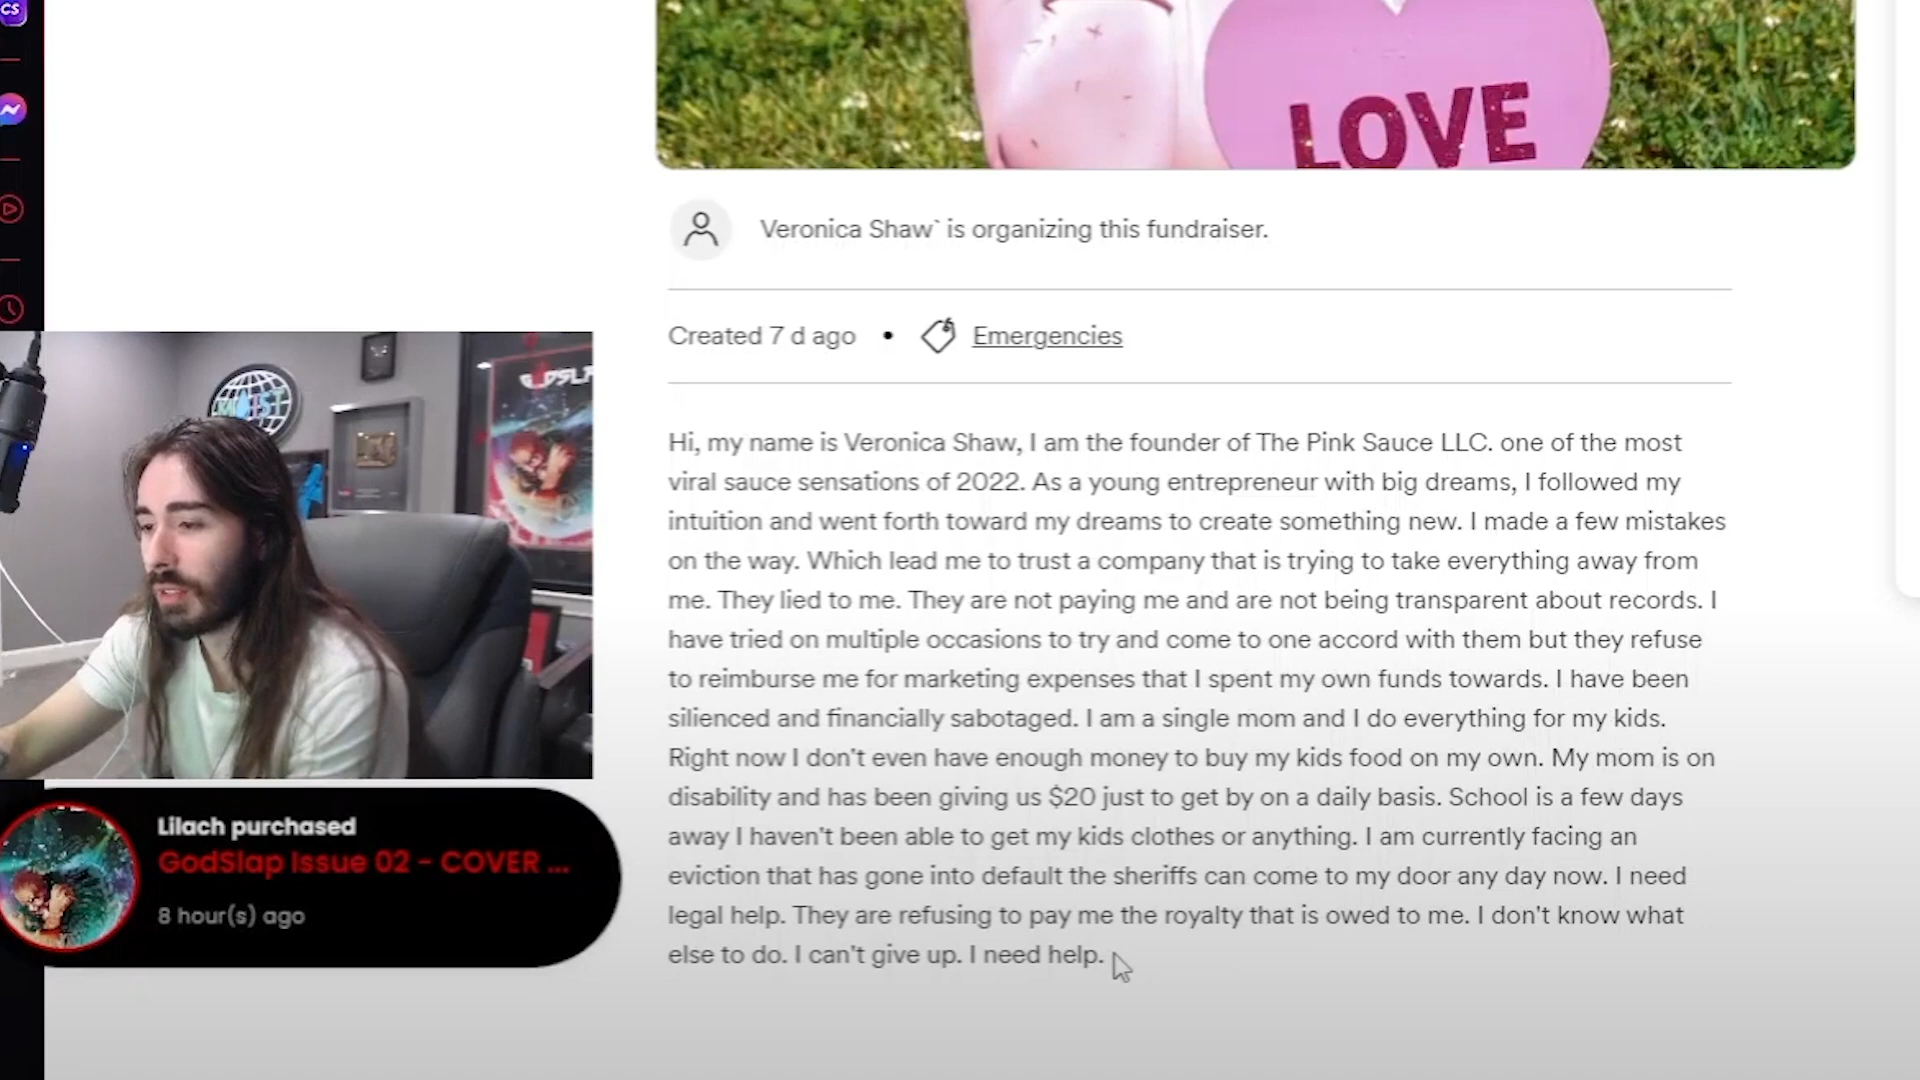 CS
LOVE
Veronica Shaw` is organizing this fundraiser.
Created 7 d ago • Emergencies
Hi, my name is Veronica Shaw, I am the founder of The Pink Sauce LLC. one of the most
viral sauce sensations of 2022. As a young entrepreneur with big dreams, I followed my
intuition and went forth toward my dreams to create something new. I made a few mistakes
on the way. Which lead me to trust a company that is trying to take everything away from
me. They lied to me. They are not paying me and are not being transparent about records. I
have tried on multiple occasions to try and come to one accord with them but they refuse
to reimburse me for marketing expenses that I spent my own funds towards. I have been
silienced and financially sabotaged. I am a single mom and I do everything for my kids.
Right now I don't even have enough money to buy my kids food on my own. My mom is on
disability and has been giving us $20 just to get by on a daily basis. School is a few days
away I haven't been able to get my kids clothes or anything. I am currently facing an
eviction that has gone into default the sheriffs can come to my door any day now. I need
legal help. They are refusing to pay me the royalty that is owed to me. I don't know what
else to do. I can't give up. I need help.
Lilach purchased
GodSlap Issue 02 - COVER ...
8 hour(s) ago